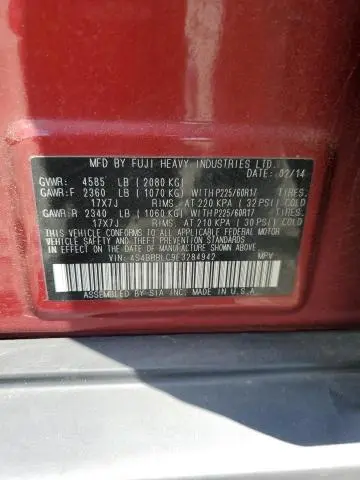 MFD BY FUJI HEAVY INDUSTRIES LTD.
DATE: 02/14
GVWR: 4585 LB (2080 KG)
GAWR:F 2360 LB (1070 KG) WITH P225/60R17 TIRES,
17X7J RIMS, AT 220 KPA (32 PSI) COLD
GAWR:R 2340 LB (1060 KG) WITH P225/60R17 TIRES,
17X7J RIMS, AT 210 KPA (30 PSI) COLD
THIS VEHICLE CONFORMS TO ALL APPLICABLE FEDERAL MOTOR
VEHICLE SAFETY AND THEFT PREVENTION STANDARDS
IN EFFECT ON THE DATE OF MANUFACTURE SHOWN ABOVE.
VIN: 4S4BRBLC9E3284942 MPV
ASSEMBLED BY SIA INC. MADE IN U.S.A.